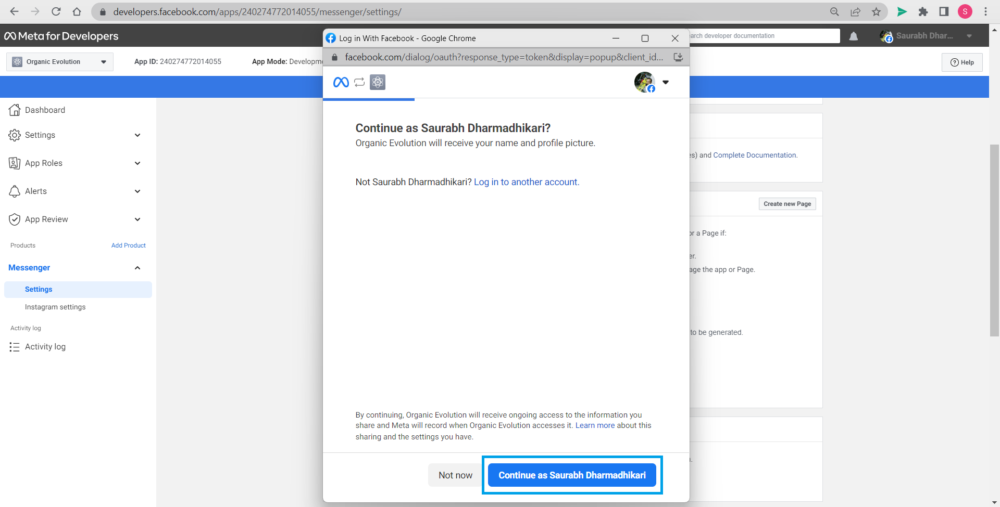 developers.facebook.com/apps/240274772014055/messenger/settings/
S
Meta for Developers
Log in With Facebook - Google Chrome
arch developer documentation
Saurabh Dhar...
facebook.com/dialog/oauth?response_type=token&display=popup&client_id...
Organic Evolution
App ID: 240274772014055
App Mode: Developm
Help
Dashboard
Settings
App Roles
Alerts
App Review
Products
Add Product
Messenger
Settings
Instagram settings
Activity log
Activity log
Continue as Saurabh Dharmadhikari?
Organic Evolution will receive your name and profile picture.
Not Saurabh Dharmadhikari? Log in to another account.
By continuing, Organic Evolution will receive ongoing access to the information you
share and Meta will record when Organic Evolution accesses it. Learn more about this
sharing and the settings you have.
Not now
Continue as Saurabh Dharmadhikari
es) and Complete Documentation.
Create new Page
or a Page if:
er.
age the app or Page.
to be generated.